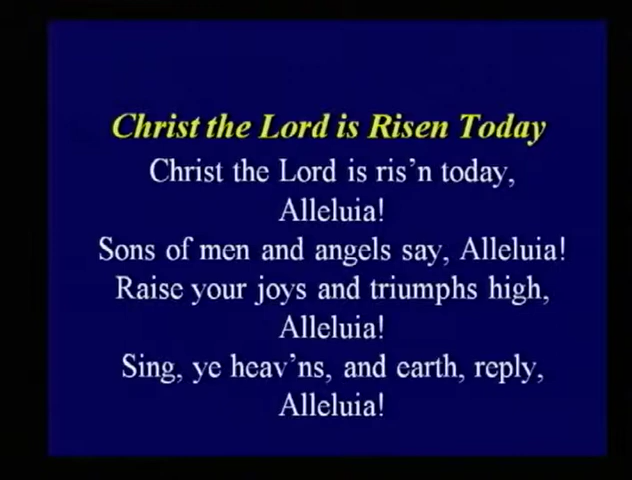 Christ the Lord is Risen Today
Christ the Lord is ris’n today,
Alleluia!
Sons of men and angels say, Alleluia!
Raise your joys and triumphs high,
Alleluia!
Sing, ye heav’ns, and earth, reply,
Alleluia!